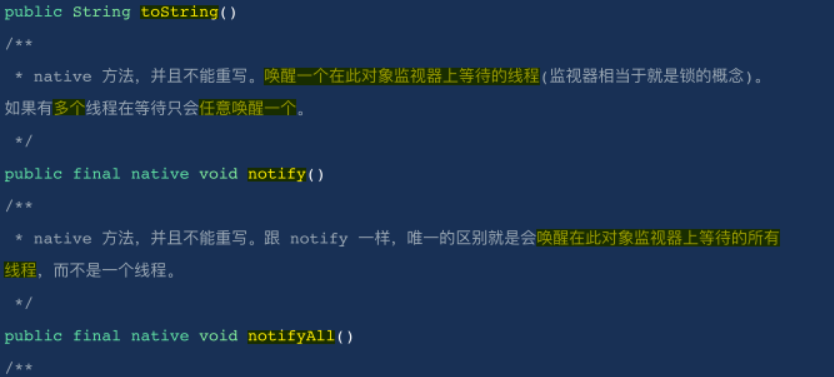 public String toString()
/**
 * native 方法，并且不能重写。唤醒一个在此对象监视器上等待的线程(监视器相当于就是锁的概念)。
如果有多个线程在等待只会任意唤醒一个。
 */
public final native void notify()
/**
 * native 方法，并且不能重写。跟 notify 一样，唯一的区别就是会唤醒在此对象监视器上等待的所有
线程，而不是一个线程。
 */
public final native void notifyAll()
/**